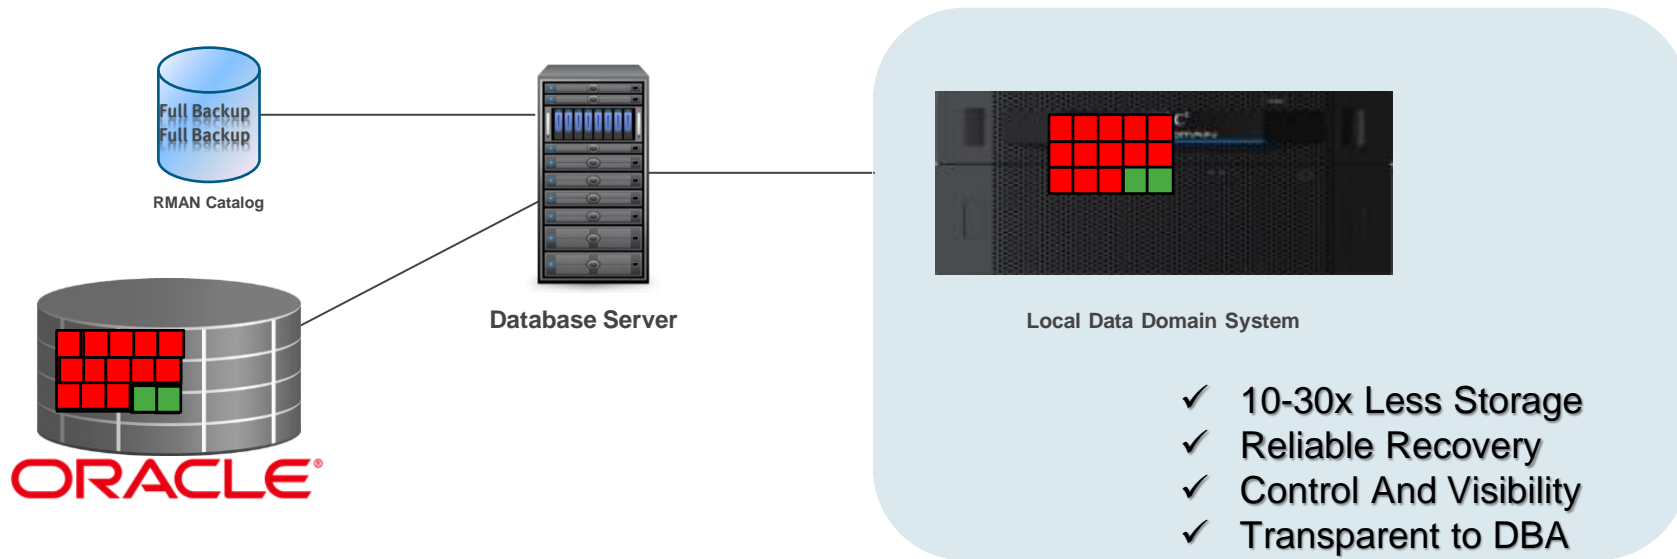 Full Backup
Full Backup
RMAN Catalog
ORACLE®
Database Server
Local Data Domain System
✓ 10-30x Less Storage
✓ Reliable Recovery
✓ Control And Visibility
✓ Transparent to DBA